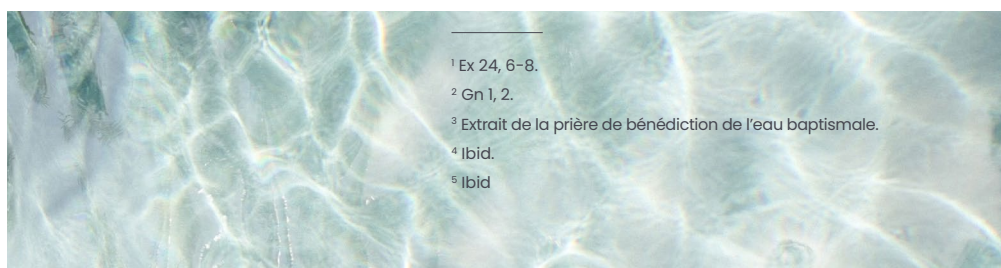 ¹ Ex 24, 6-8.
² Gn 1, 2.
³ Extrait de la prière de bénédiction de l’eau baptismale.
⁴ Ibid.
⁵ Ibid